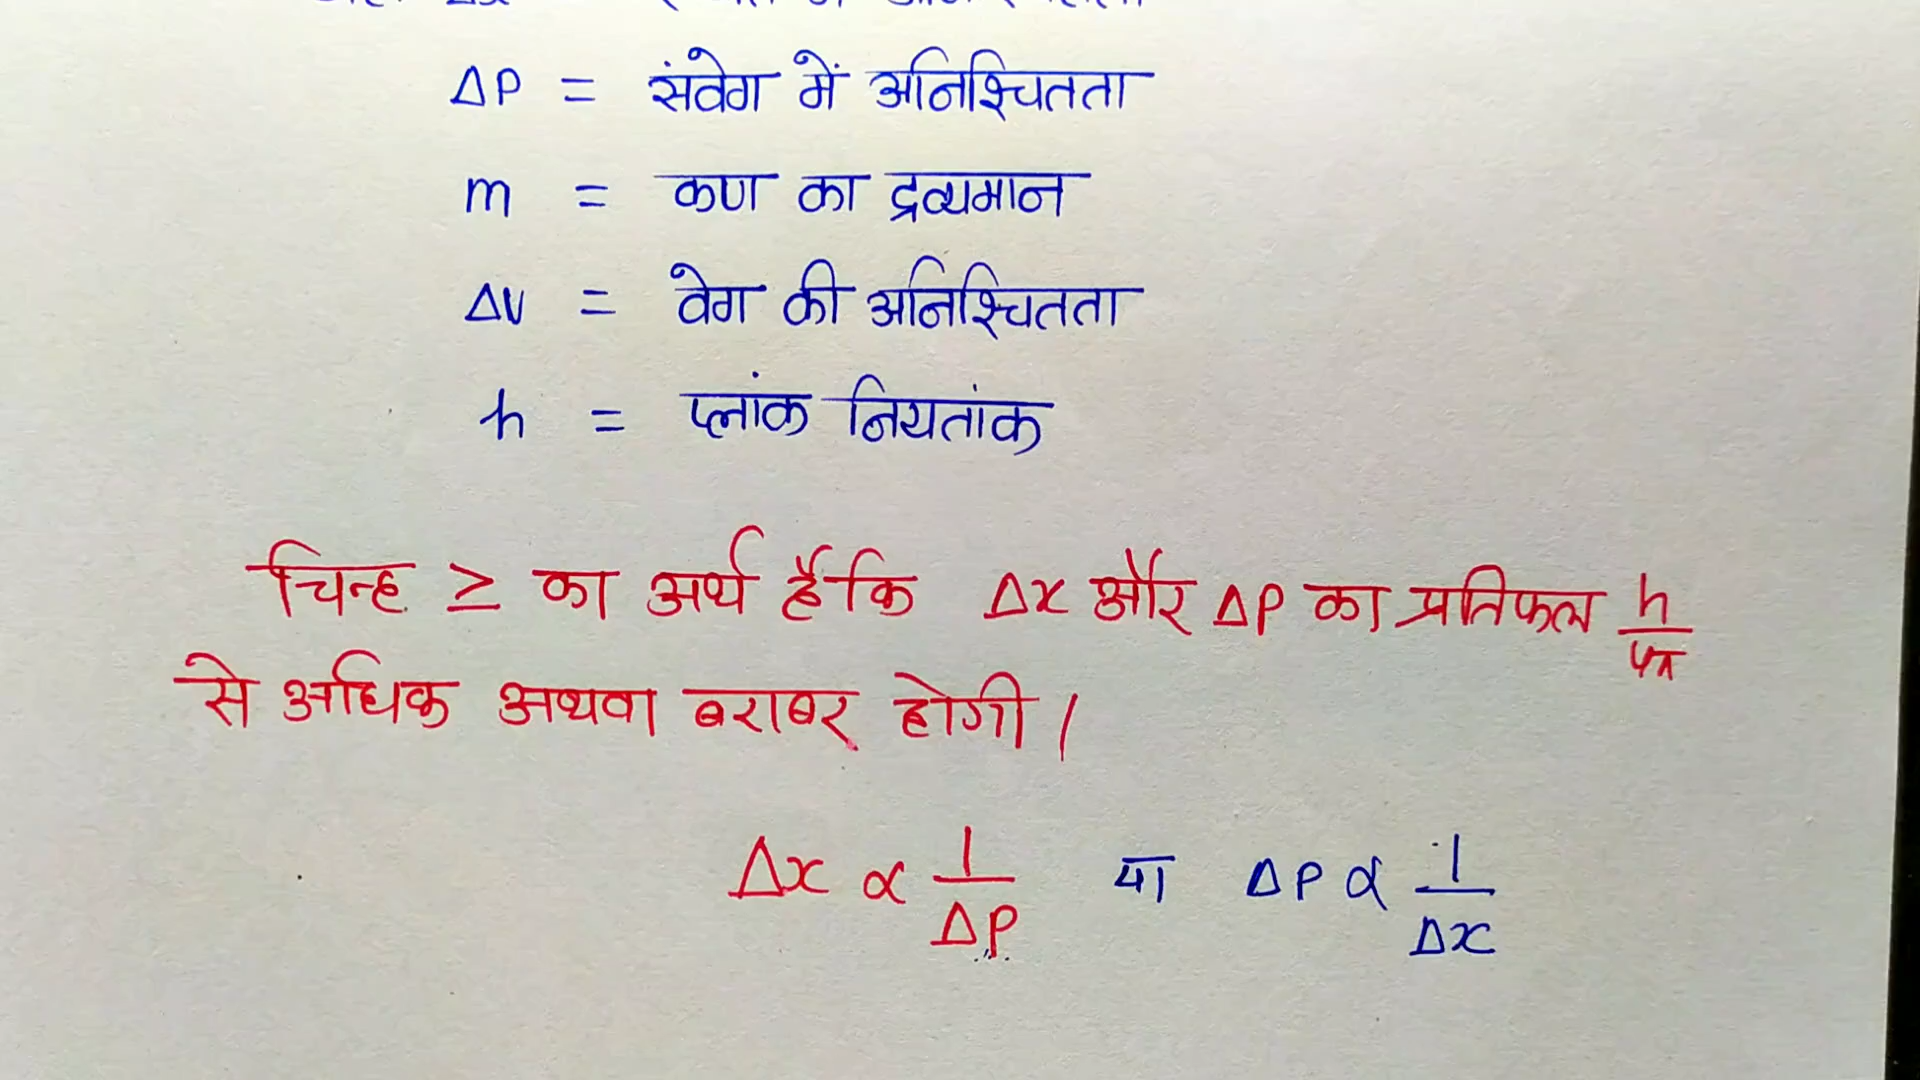 ΔP = संवेग में अनिश्चितता
m = कण का द्रव्यमान
ΔV = वेग की अनिश्चितता
h = प्लांक नियतांक
चिन्ह ≥ का अर्थ है कि Δx और ΔP का प्रतिफल h/4π
से अधिक अथवा बराबर होगी।
Δx ∝ 1/ΔP या ΔP ∝ 1/Δx